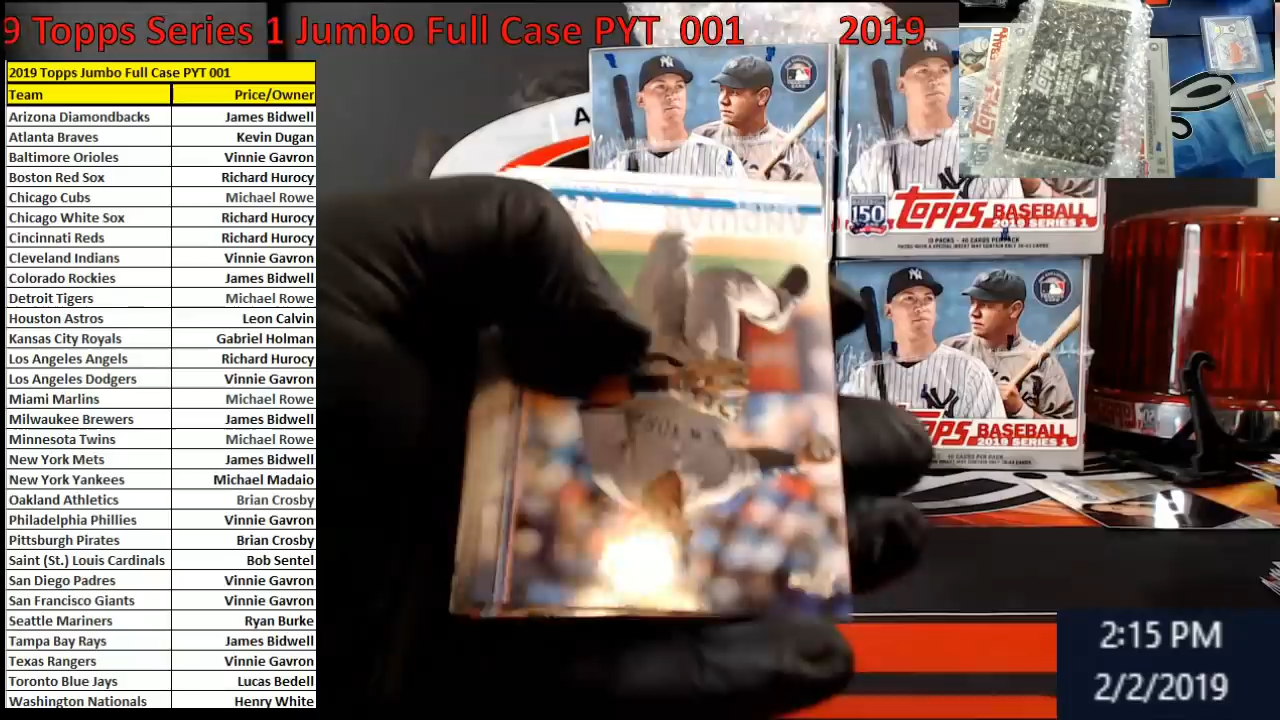 9 Topps Series 1 Jumbo Full Case PYT 001 2019
2019 Topps Jumbo Full Case PYT 001
Team Price/Owner
Arizona Diamondbacks James Bidwell
Atlanta Braves Kevin Dugan
Baltimore Orioles Vinnie Gavron
Boston Red Sox Richard Hurocy
Chicago Cubs Michael Rowe
Chicago White Sox Richard Hurocy
Cincinnati Reds Richard Hurocy
Cleveland Indians Vinnie Gavron
Colorado Rockies James Bidwell
Detroit Tigers Michael Rowe
Houston Astros Leon Calvin
Kansas City Royals Gabriel Holman
Los Angeles Angels Richard Hurocy
Los Angeles Dodgers Vinnie Gavron
Miami Marlins Michael Rowe
Milwaukee Brewers James Bidwell
Minnesota Twins Michael Rowe
New York Mets James Bidwell
New York Yankees Michael Madaio
Oakland Athletics Brian Crosby
Philadelphia Phillies Vinnie Gavron
Pittsburgh Pirates Brian Crosby
Saint (St.) Louis Cardinals Bob Sentel
San Diego Padres Vinnie Gavron
San Francisco Giants Vinnie Gavron
Seattle Mariners Ryan Burke
Tampa Bay Rays James Bidwell
Texas Rangers Vinnie Gavron
Toronto Blue Jays Lucas Bedell
Washington Nationals Henry White
150
Topps BASEBALL
2019 SERIES 1
BASEBALL
2019 SERIES 1
2:15 PM
2/2/2019